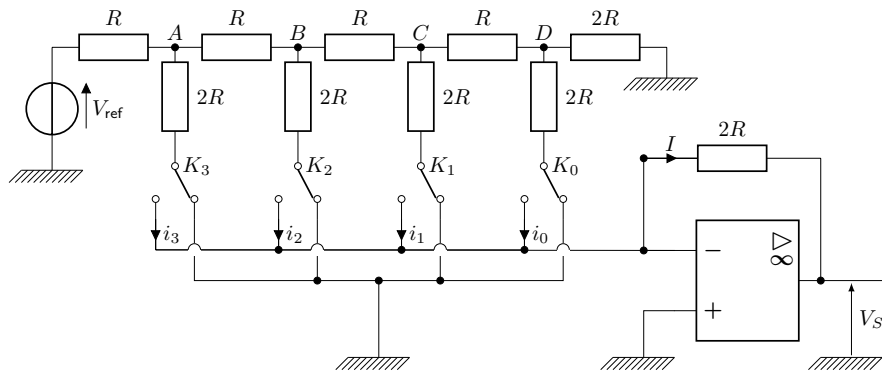 R A R B R C R D 2R
V_ref 2R 2R 2R 2R
K_3 K_2 K_1 K_0
I 2R
i_3 i_2 i_1 i_0
− ▷ ∞
+
V_S